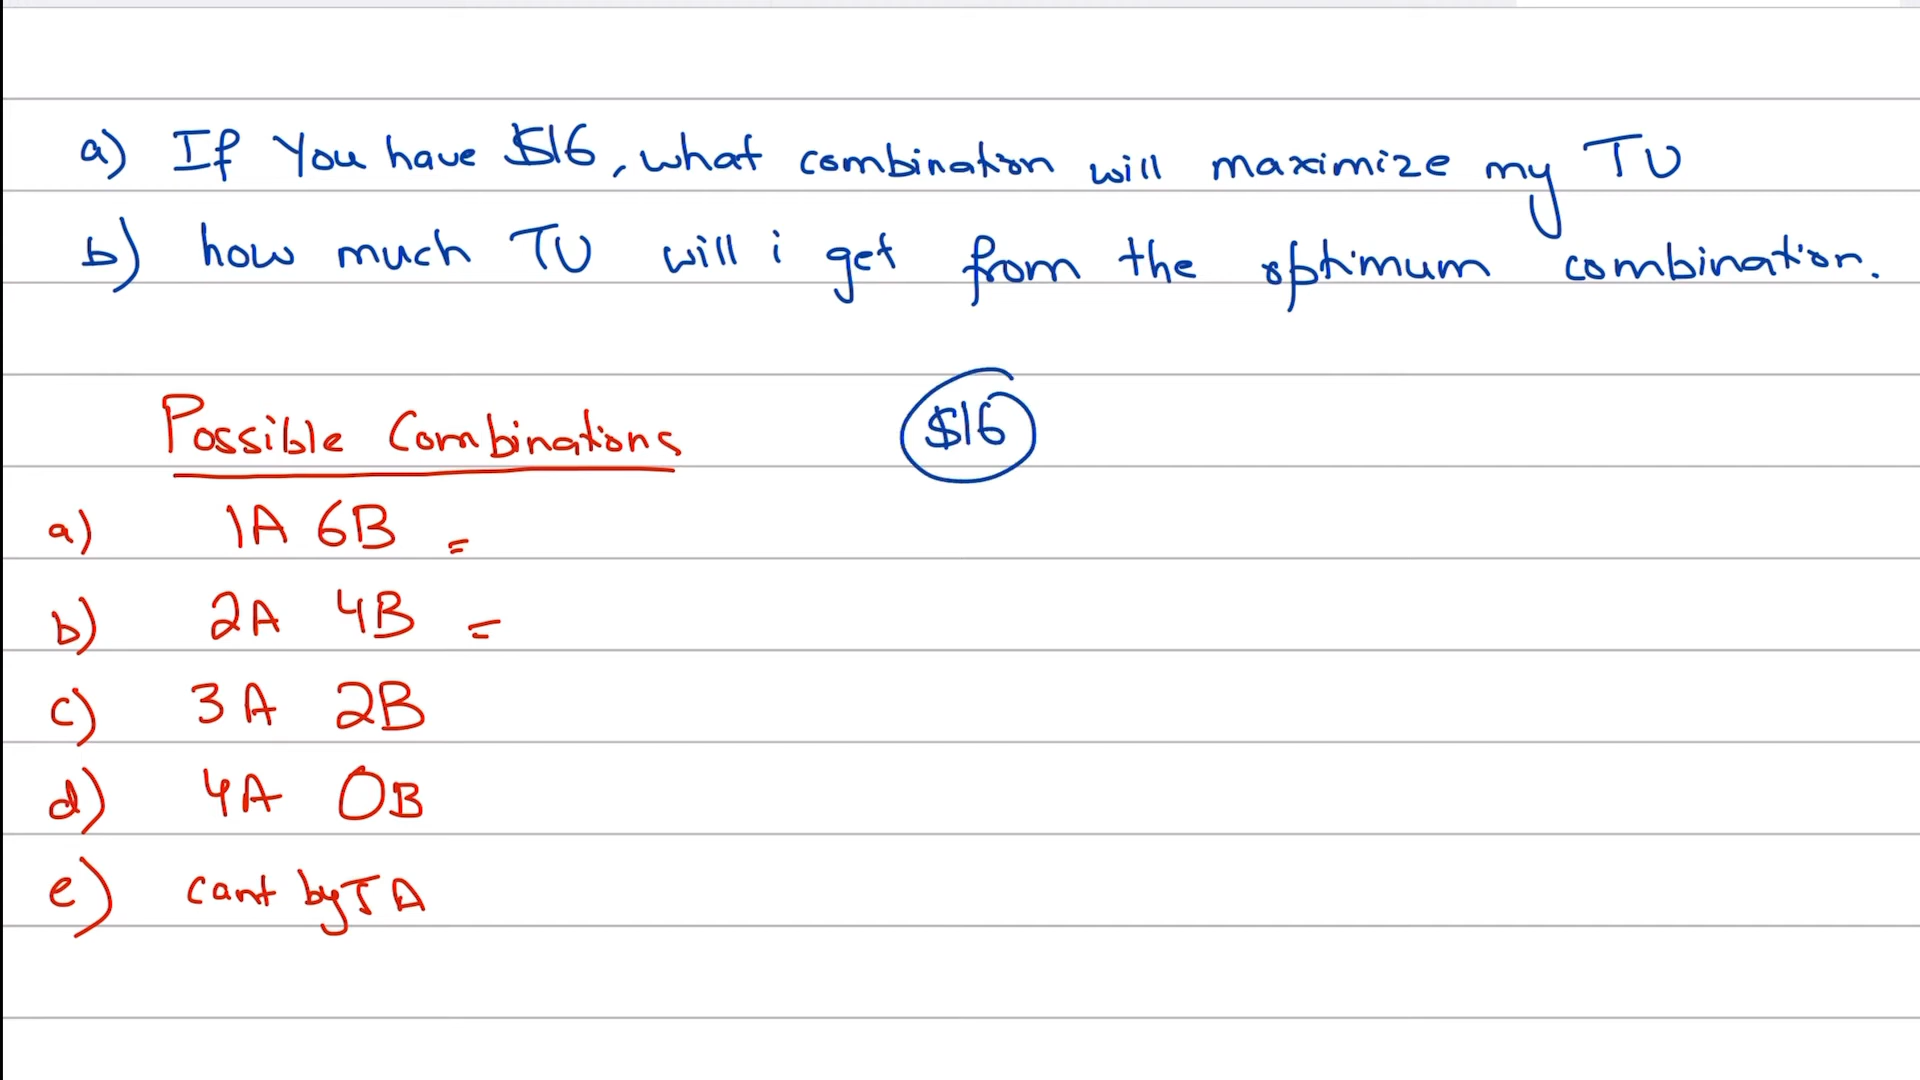 a) If You have $16, what combination will maximize my TU
b) how much TU will i get from the optimum combination.
Possible Combinations
$16
a) 1A 6B =
b) 2A 4B =
c) 3A 2B
d) 4A 0B
e) cant by 5 A